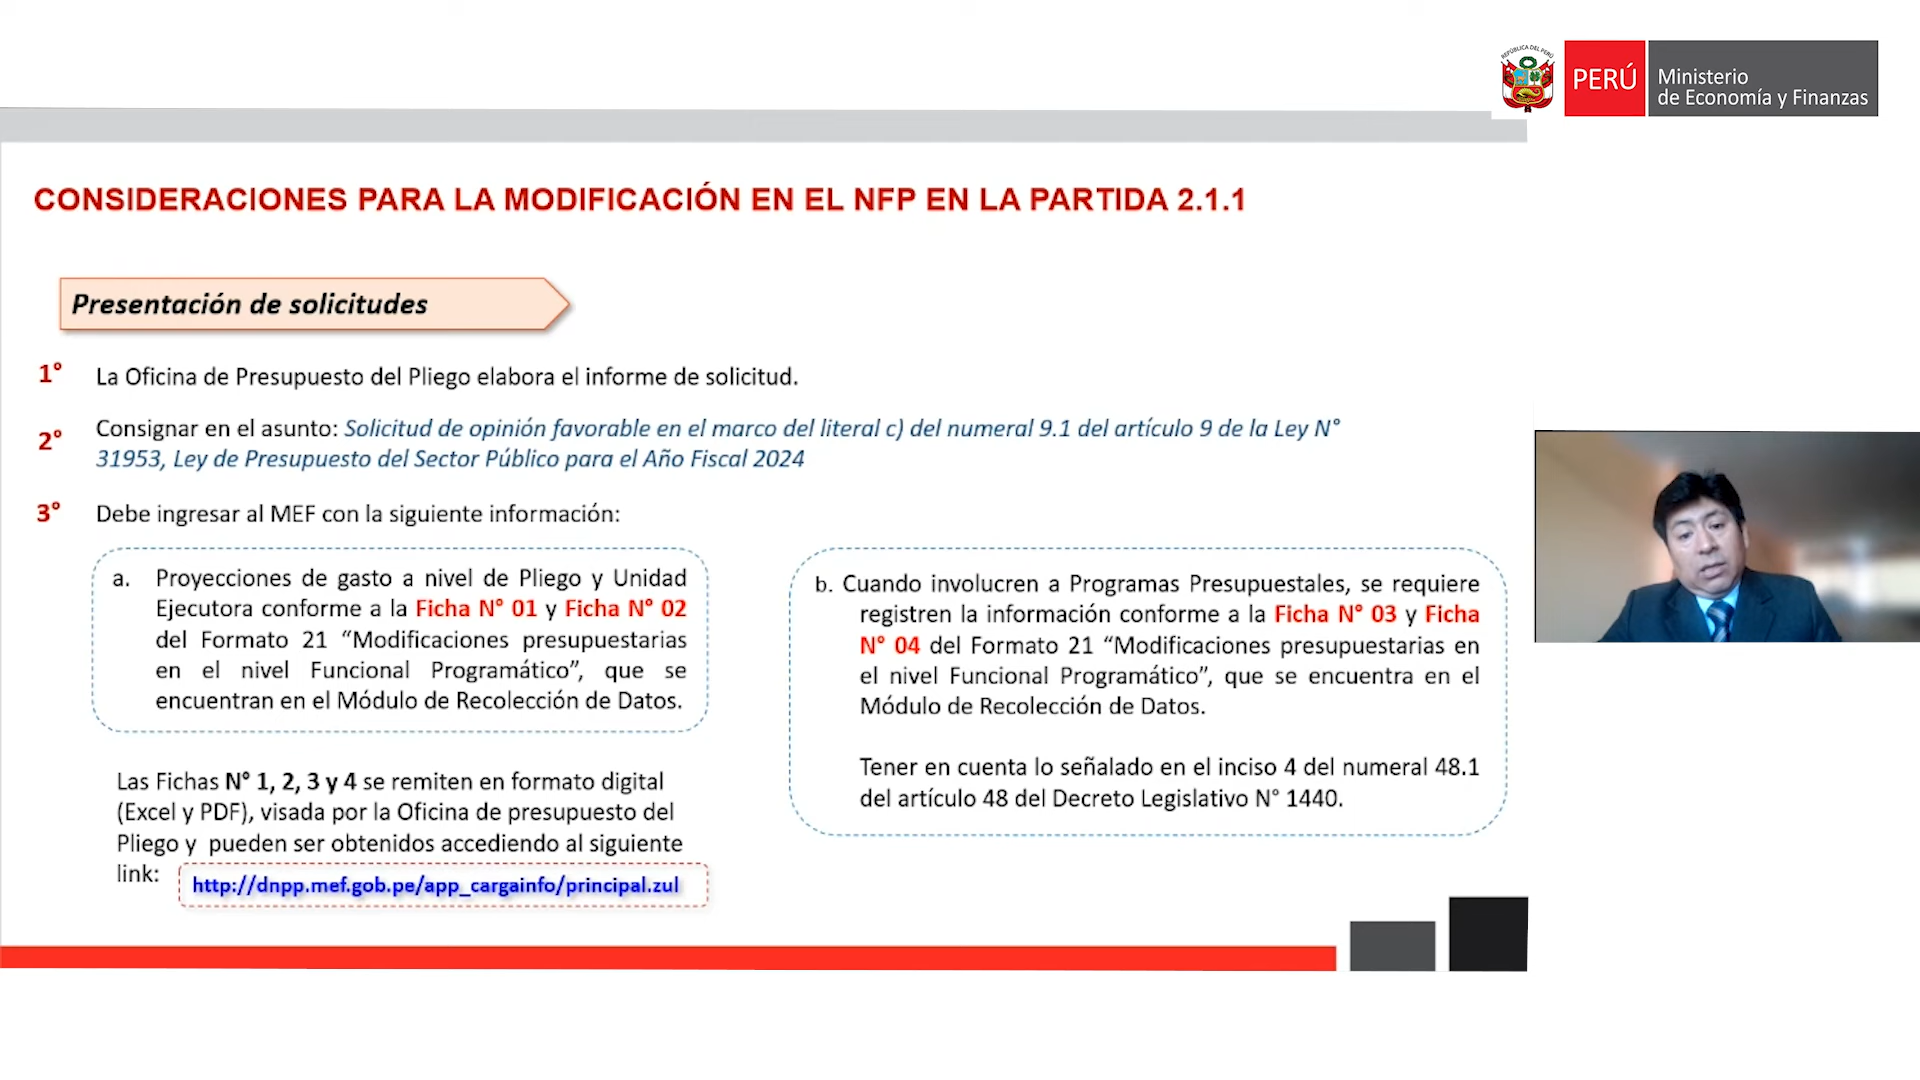 REPÚBLICA DEL PERÚ
PERÚ
Ministerio
de Economía y Finanzas
CONSIDERACIONES PARA LA MODIFICACIÓN EN EL NFP EN LA PARTIDA 2.1.1
Presentación de solicitudes
1° La Oficina de Presupuesto del Pliego elabora el informe de solicitud.
2° Consignar en el asunto: Solicitud de opinión favorable en el marco del literal c) del numeral 9.1 del artículo 9 de la Ley N°
31953, Ley de Presupuesto del Sector Público para el Año Fiscal 2024
3° Debe ingresar al MEF con la siguiente información:
a. Proyecciones de gasto a nivel de Pliego y Unidad
Ejecutora conforme a la Ficha N° 01 y Ficha N° 02
del Formato 21 “Modificaciones presupuestarias
en el nivel Funcional Programático”, que se
encuentran en el Módulo de Recolección de Datos.
Las Fichas N° 1, 2, 3 y 4 se remiten en formato digital
(Excel y PDF), visada por la Oficina de presupuesto del
Pliego y pueden ser obtenidos accediendo al siguiente
link: http://dnpp.mef.gob.pe/app_cargainfo/principal.zul
b. Cuando involucren a Programas Presupuestales, se requiere
registren la información conforme a la Ficha N° 03 y Ficha
N° 04 del Formato 21 “Modificaciones presupuestarias en
el nivel Funcional Programático”, que se encuentra en el
Módulo de Recolección de Datos.
Tener en cuenta lo señalado en el inciso 4 del numeral 48.1
del artículo 48 del Decreto Legislativo N° 1440.